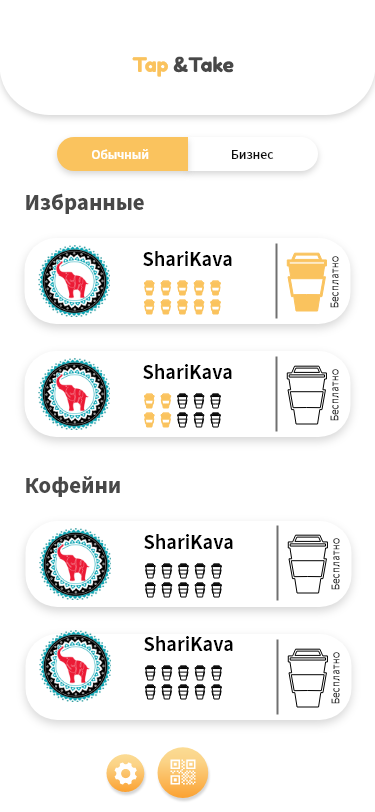 Tap &Take
Обычный
Бизнес
Избранные
ShariKava
Бесплатно
ShariKava
Бесплатно
Кофейни
ShariKava
Бесплатно
ShariKava
Бесплатно